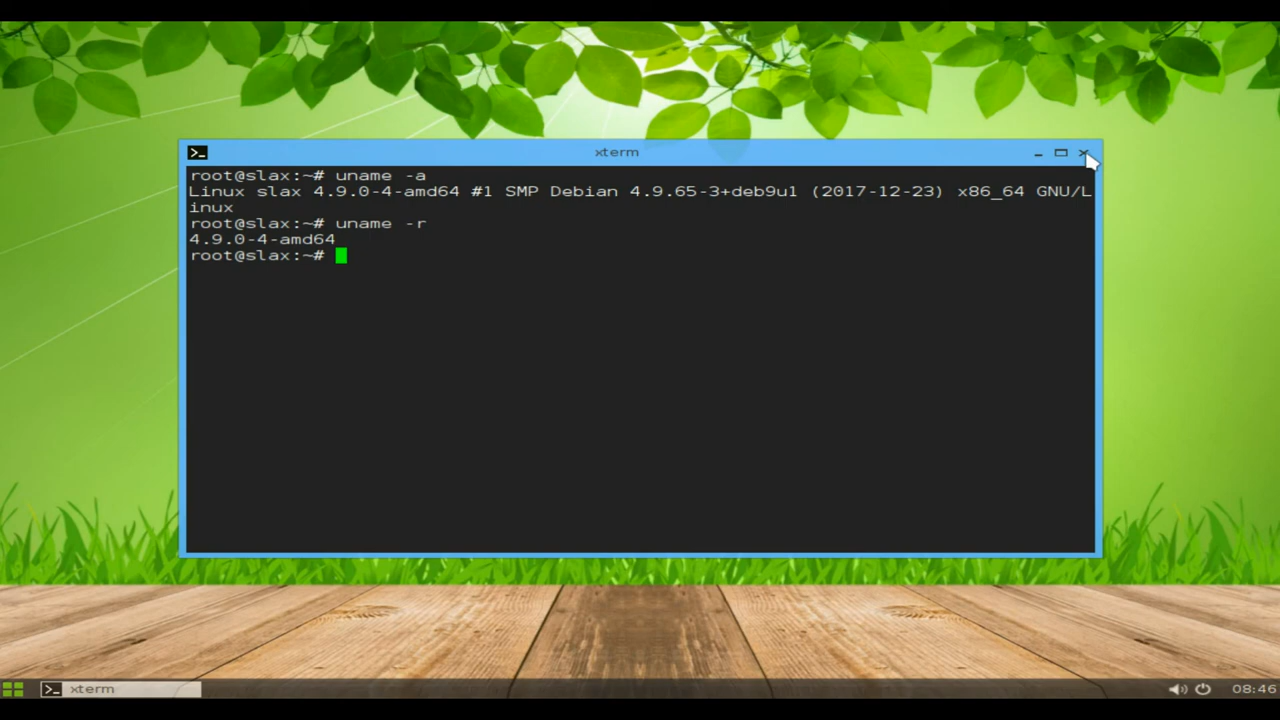 xterm
root@slax:~# uname -a
Linux slax 4.9.0-4-amd64 #1 SMP Debian 4.9.65-3+deb9u1 (2017-12-23) x86_64 GNU/L
inux
root@slax:~# uname -r
4.9.0-4-amd64
root@slax:~#
xterm
08:46